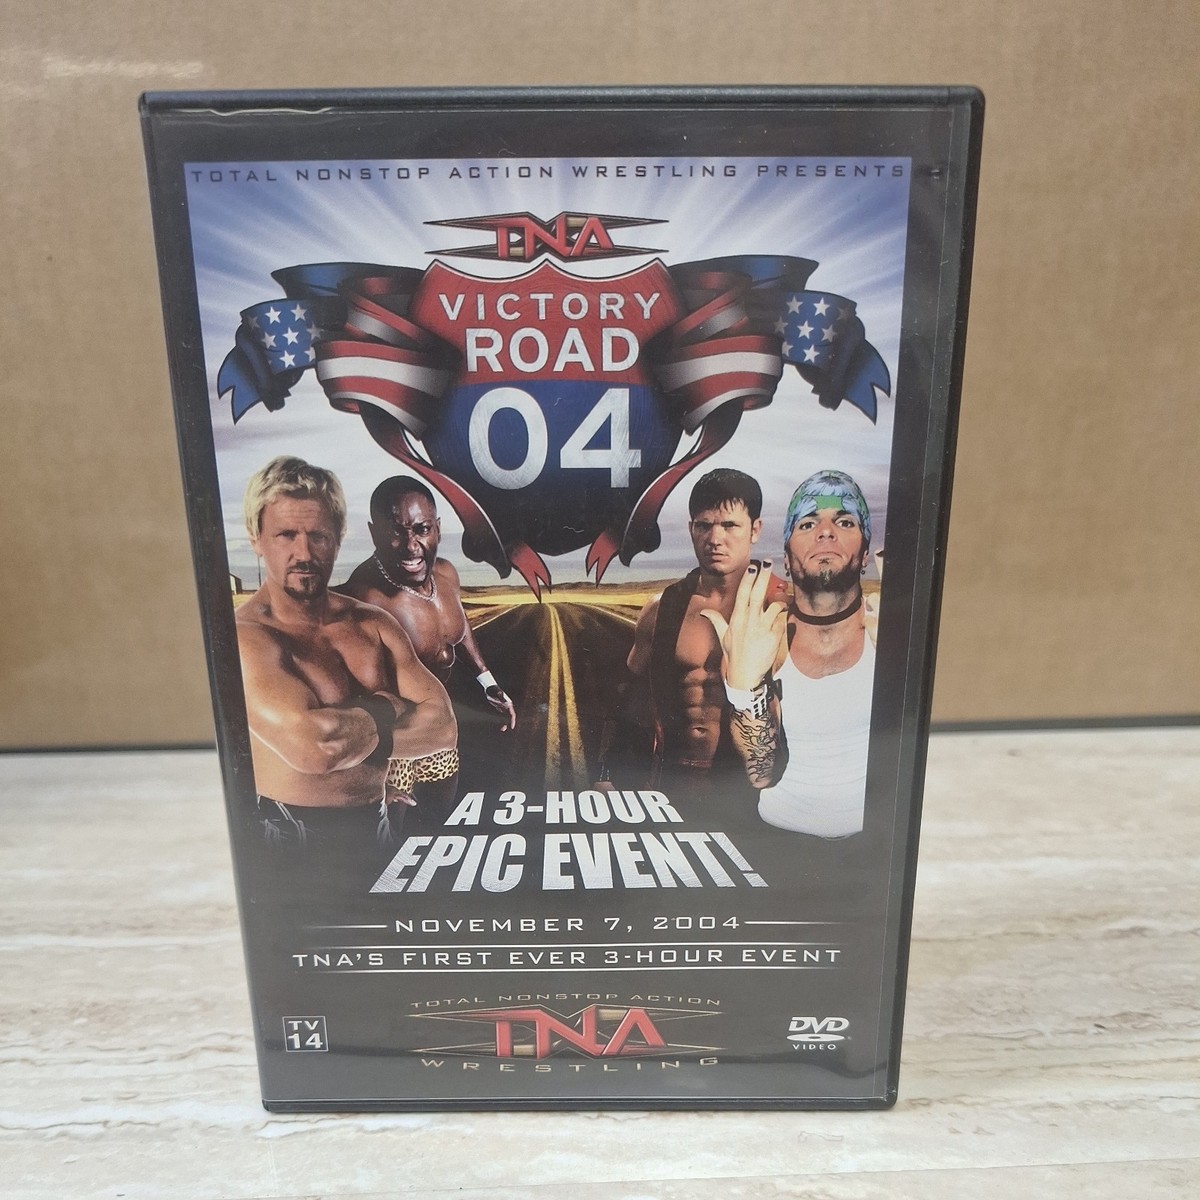 TOTAL NONSTOP ACTION WRESTLING PRESENTS
TNA
VICTORY
ROAD
04
A 3-HOUR
EPIC EVENT!
NOVEMBER 7, 2004
TNA'S FIRST EVER 3-HOUR EVENT
TOTAL NONSTOP ACTION
TNA
WRESTLING
TV
14
DVD
VIDEO